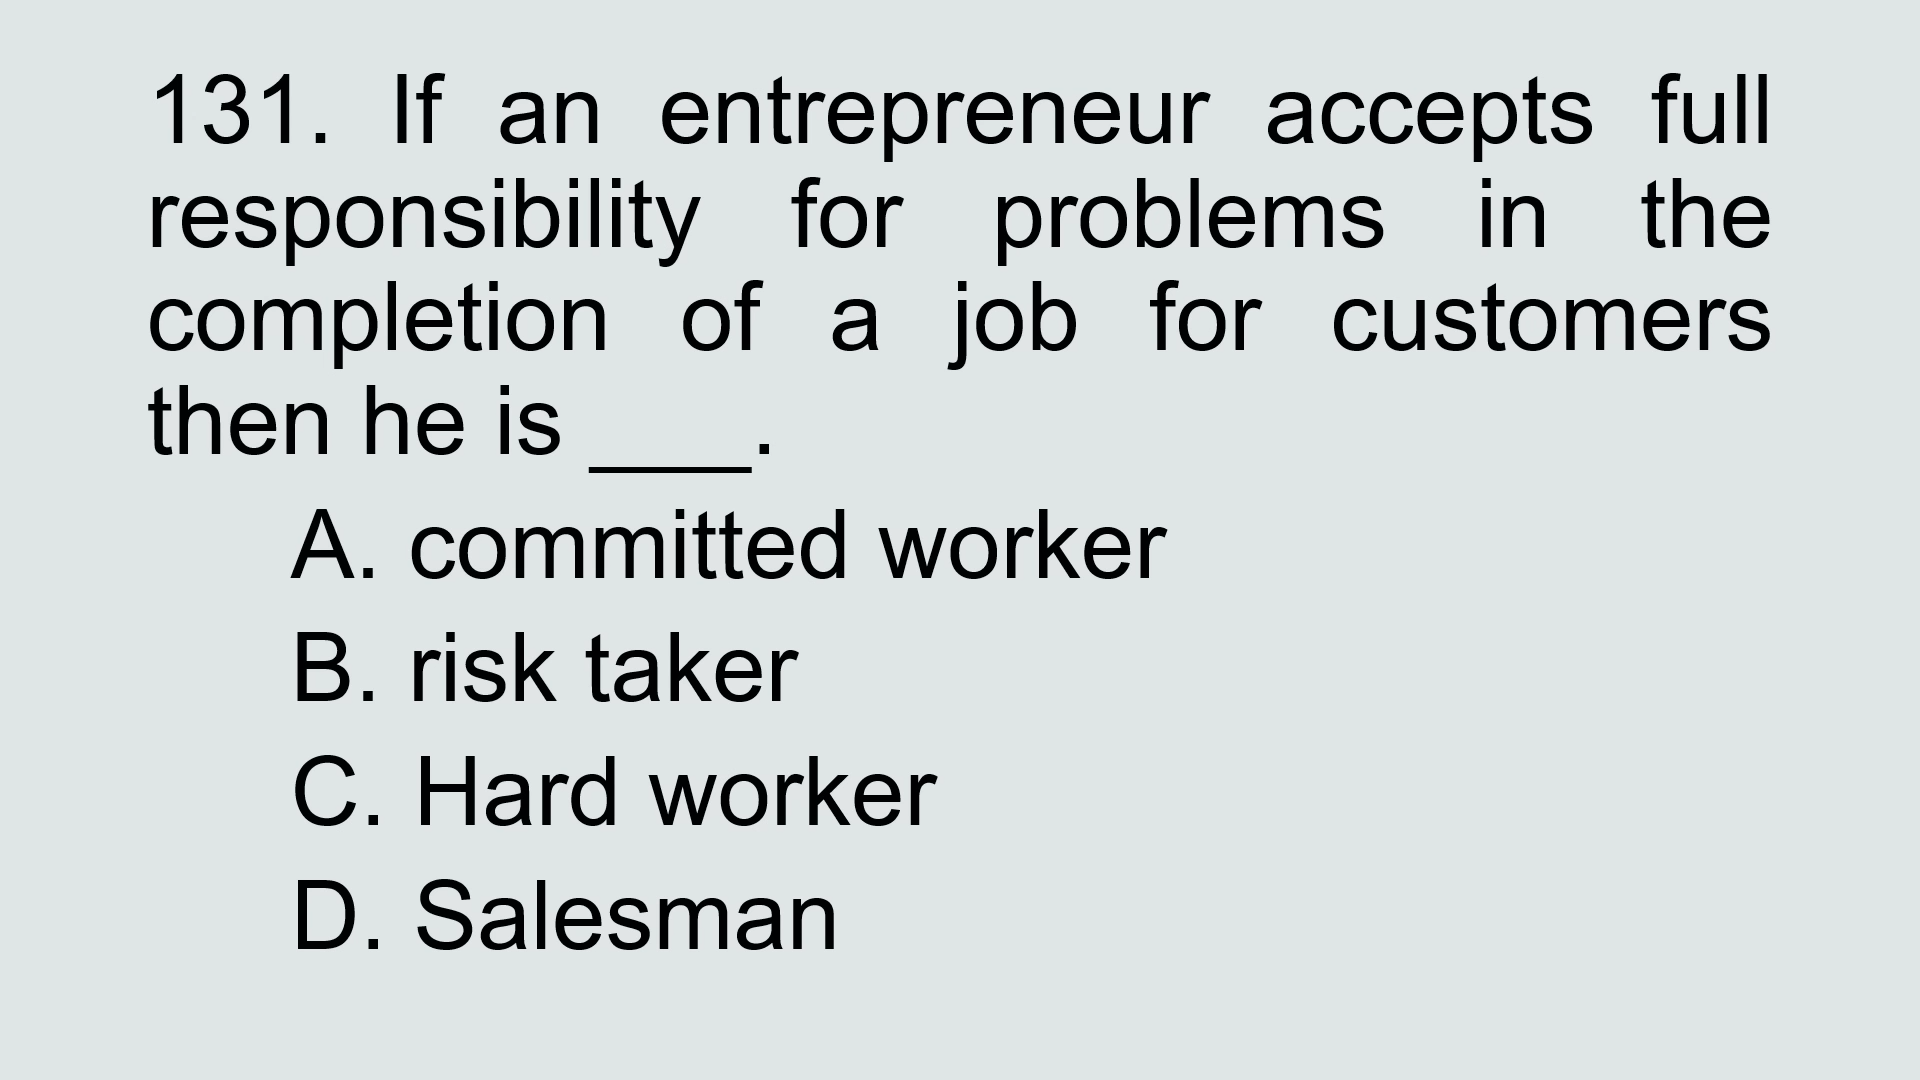 131. If an entrepreneur accepts full
responsibility for problems in the
completion of a job for customers
then he is ___.
A. committed worker
B. risk taker
C. Hard worker
D. Salesman